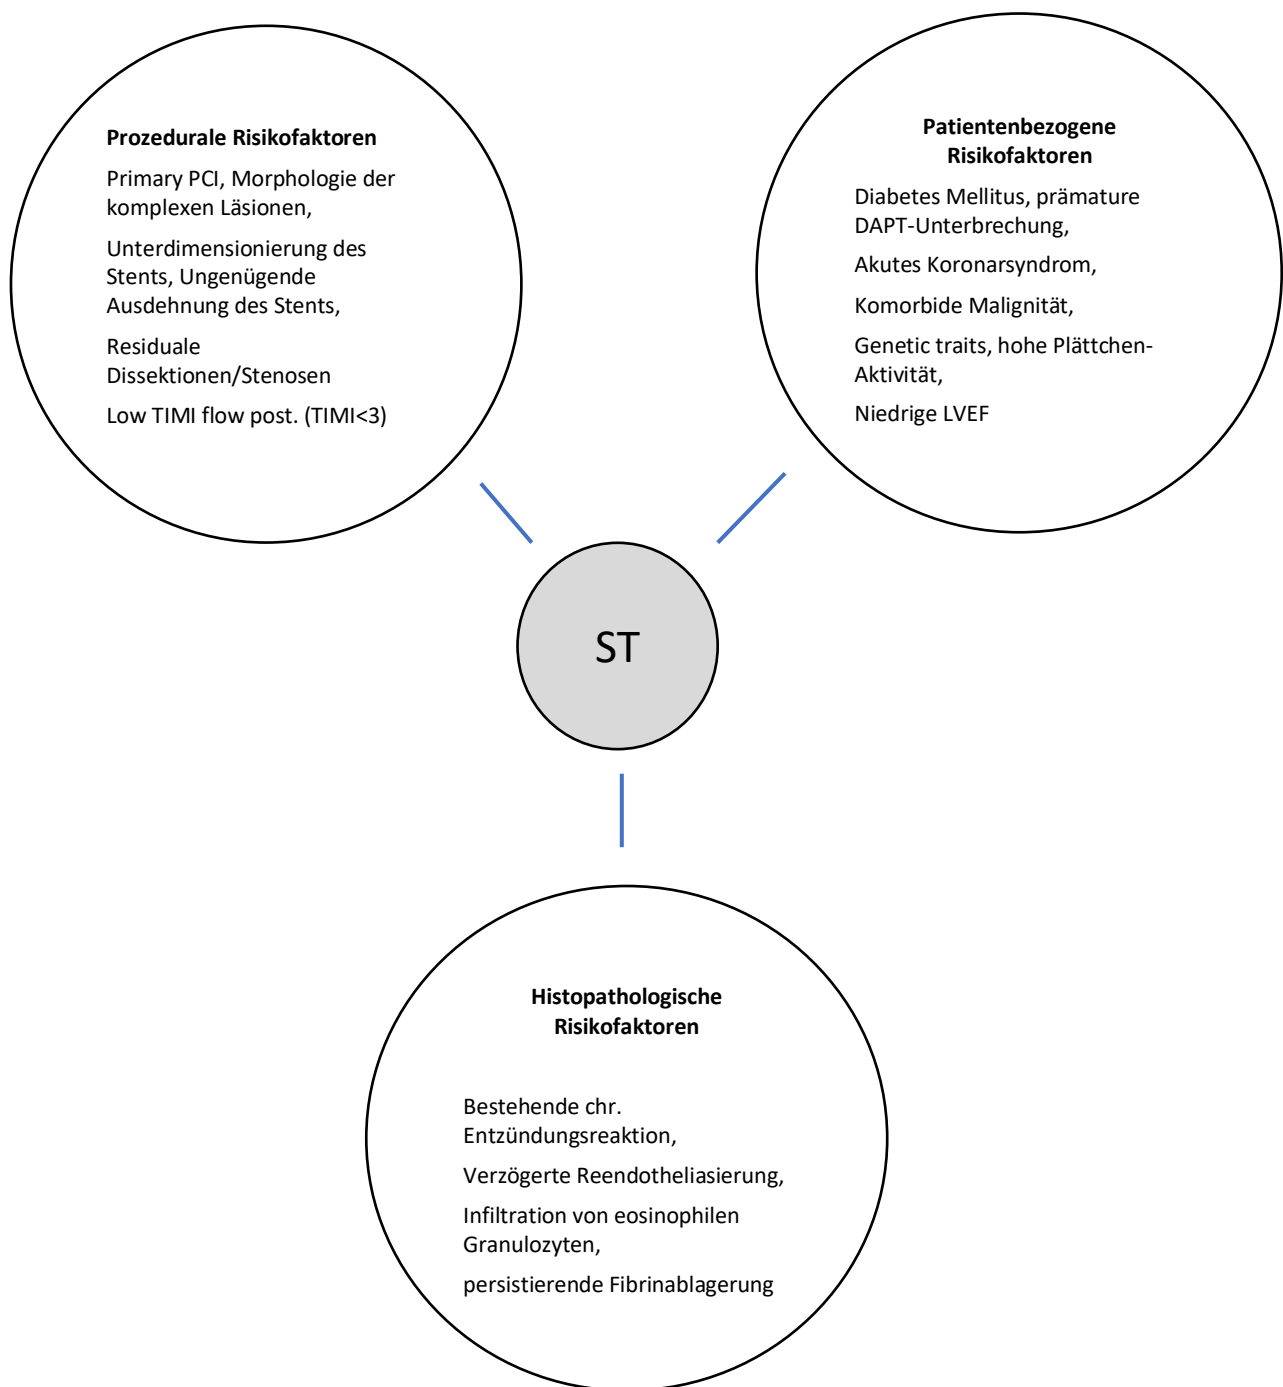 Prozedurale Risikofaktoren
Primary PCI, Morphologie der
komplexen Läsionen,
Unterdimensionierung des
Stents, Ungenügende
Ausdehnung des Stents,
Residuale
Dissektionen/Stenosen
Low TIMI flow post. (TIMI<3)
Patientenbezogene
Risikofaktoren
Diabetes Mellitus, prämature
DAPT-Unterbrechung,
Akutes Koronarsyndrom,
Komorbide Malignität,
Genetic traits, hohe Plättchen-
Aktivität,
Niedrige LVEF
ST
Histopathologische
Risikofaktoren
Bestehende chr.
Entzündungsreaktion,
Verzögerte Reendotheliasierung,
Infiltration von eosinophilen
Granulozyten,
persistierende Fibrinablagerung